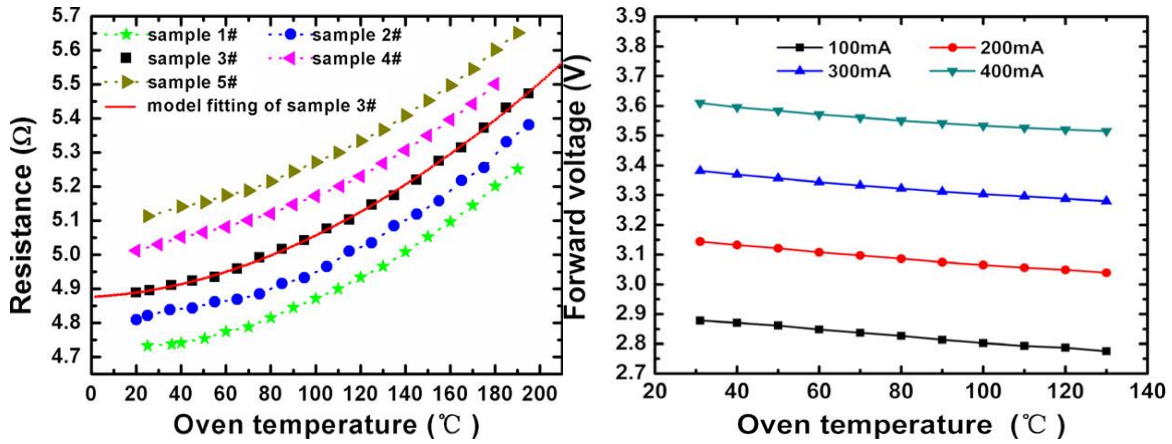 5.7
5.6
5.5
5.4
5.3
5.2
5.1
5.0
4.9
4.8
4.7
Resistance (Ω)
sample 1# sample 2#
sample 3# sample 4#
sample 5#
model fitting of sample 3#
0 20 40 60 80 100 120 140 160 180 200
Oven temperature (℃)
3.9
3.8
3.7
3.6
3.5
3.4
3.3
3.2
3.1
3.0
2.9
2.8
2.7
Forward voltage (V)
100mA 200mA
300mA 400mA
20 40 60 80 100 120 140
Oven temperature (℃)